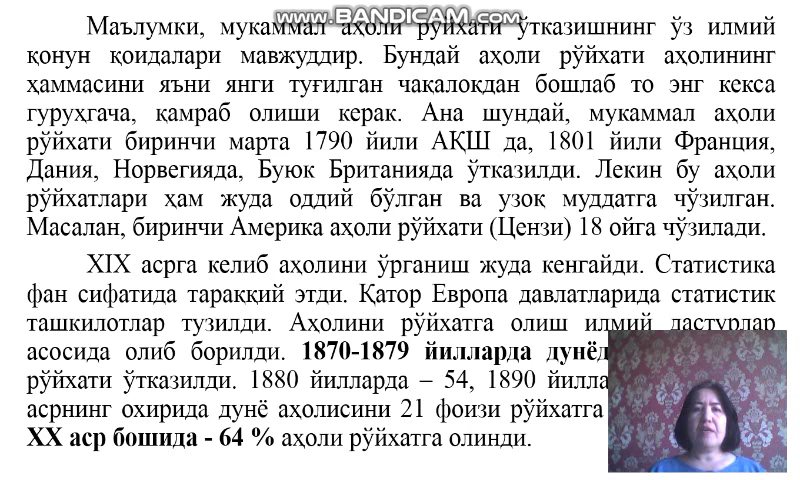 www.BANDICAM.com
Маълумки, мукаммал аҳоли рўйхати ўтказишнинг ўз илмий
қонун қоидалари мавжуддир. Бундай аҳоли рўйхати аҳолининг
ҳаммасини яъни янги туғилган чақалоқдан бошлаб то энг кекса
гуруҳгача, қамраб олиши керак. Ана шундай, мукаммал аҳоли
рўйхати биринчи марта 1790 йили АҚШ да, 1801 йили Франция,
Дания, Норвегияда, Буюк Британияда ўтказилди. Лекин бу аҳоли
рўйхатлари ҳам жуда оддий бўлган ва узоқ муддатга чўзилган.
Масалан, биринчи Америка аҳоли рўйхати (Цензи) 18 ойга чўзилади.
XIX асрга келиб аҳолини ўрганиш жуда кенгайди. Статистика
фан сифатида тараққий этди. Қатор Европа давлатларида статистик
ташкилотлар тузилди. Аҳолини рўйхатга олиш илмий дастурлар
асосида олиб борилди. 1870-1879 йилларда
рўйхати ўтказилди. 1880 йилларда – 54, 1890
асрнинг охирида дунё аҳолисини 21 фоизи рўйхатга
XX аср бошида - 64 % аҳоли рўйхатга олинди.